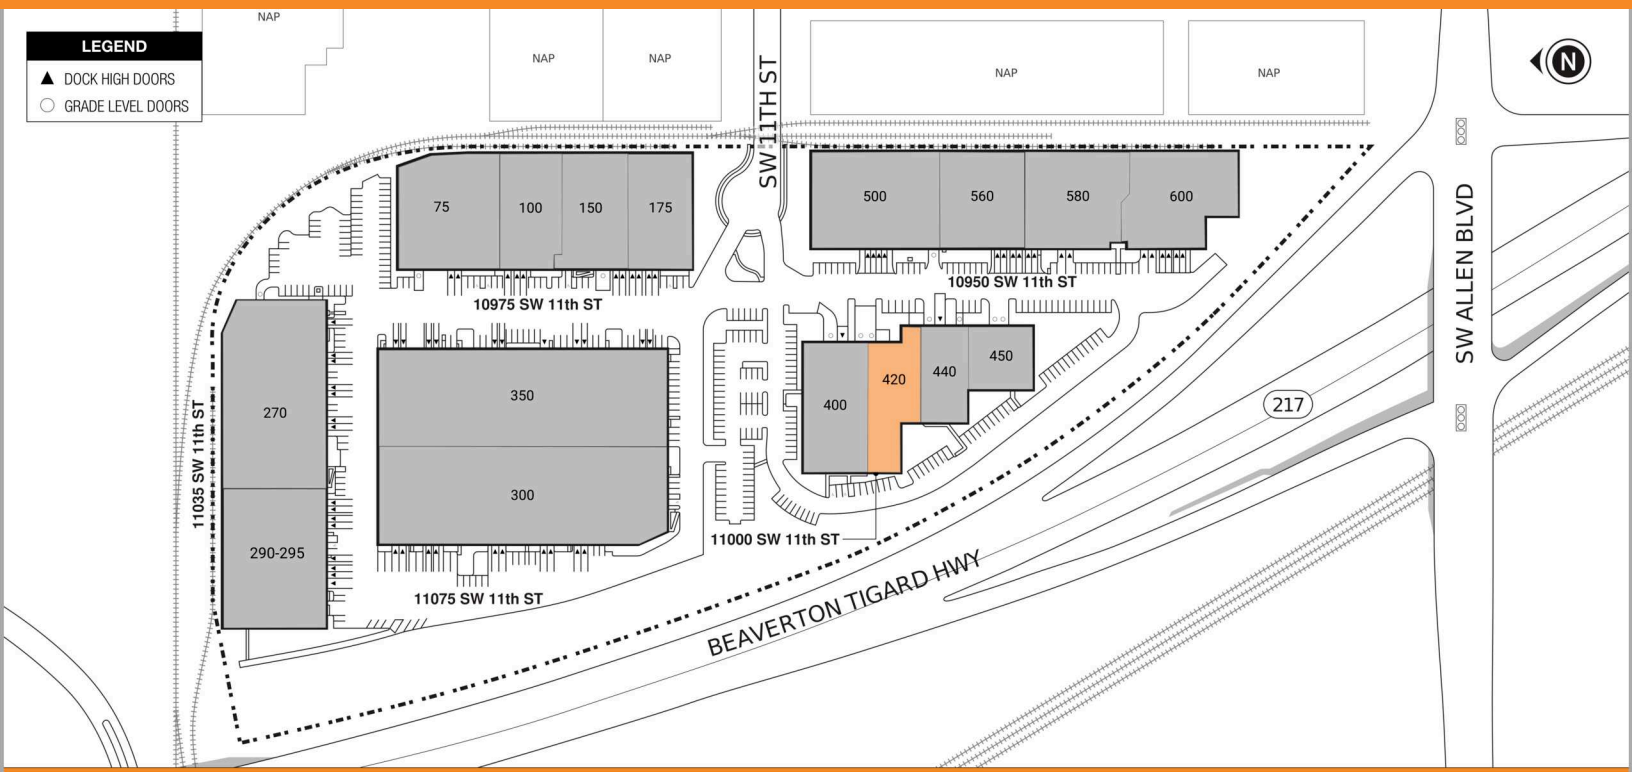 NAP
LEGEND
DOCK HIGH DOORS
GRADE LEVEL DOORS
NAP
NAP
NAP
NAP
N
SW 11TH ST
75
100
150
175
500
560
580
600
10975 SW 11th ST
10950 SW 11th ST
SW ALLEN BLVD
270
290-295
11035 SW 11th ST
350
300
11075 SW 11th ST
400
420
440
450
11000 SW 11th ST
217
BEAVERTON TIGARD HWY